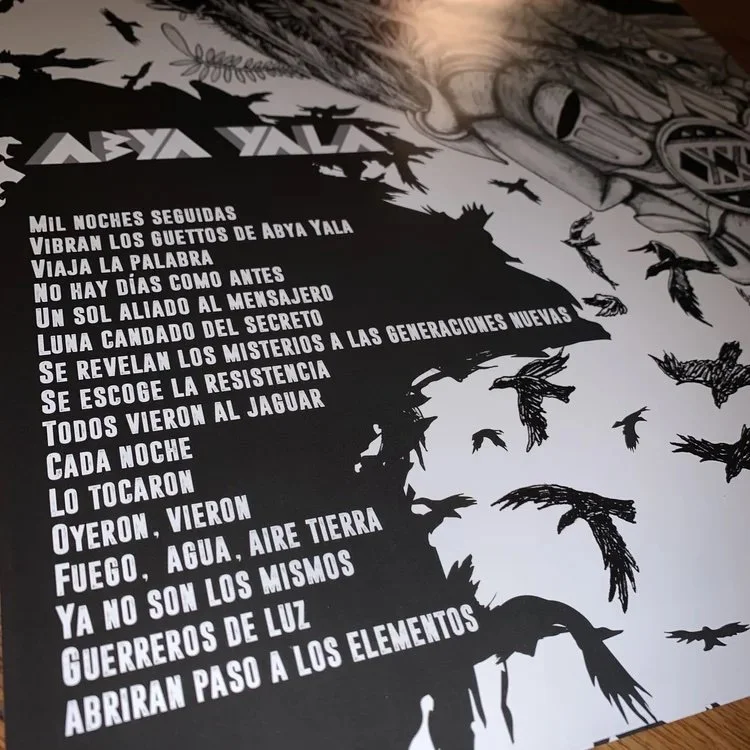 ABYA YALA
MIL NOCHES SEGUIDAS
VIBRAN LOS GUETTOS DE ABYA YALA
VIAJA LA PALABRA
NO HAY DÍAS COMO ANTES
UN SOL ALIADO AL MENSAJERO
LUNA CANDADO DEL SECRETO
SE REVELAN LOS MISTERIOS A LAS GENERACIONES NUEVAS
SE ESCOGE LA RESISTENCIA
TODOS VIERON AL JAGUAR
CADA NOCHE
LO TOCARON
OYERON, VIERON
FUEGO, AGUA, AIRE TIERRA
YA NO SON LOS MISMOS
GUERREROS DE LUZ
ABRIRAN PASO A LOS ELEMENTOS